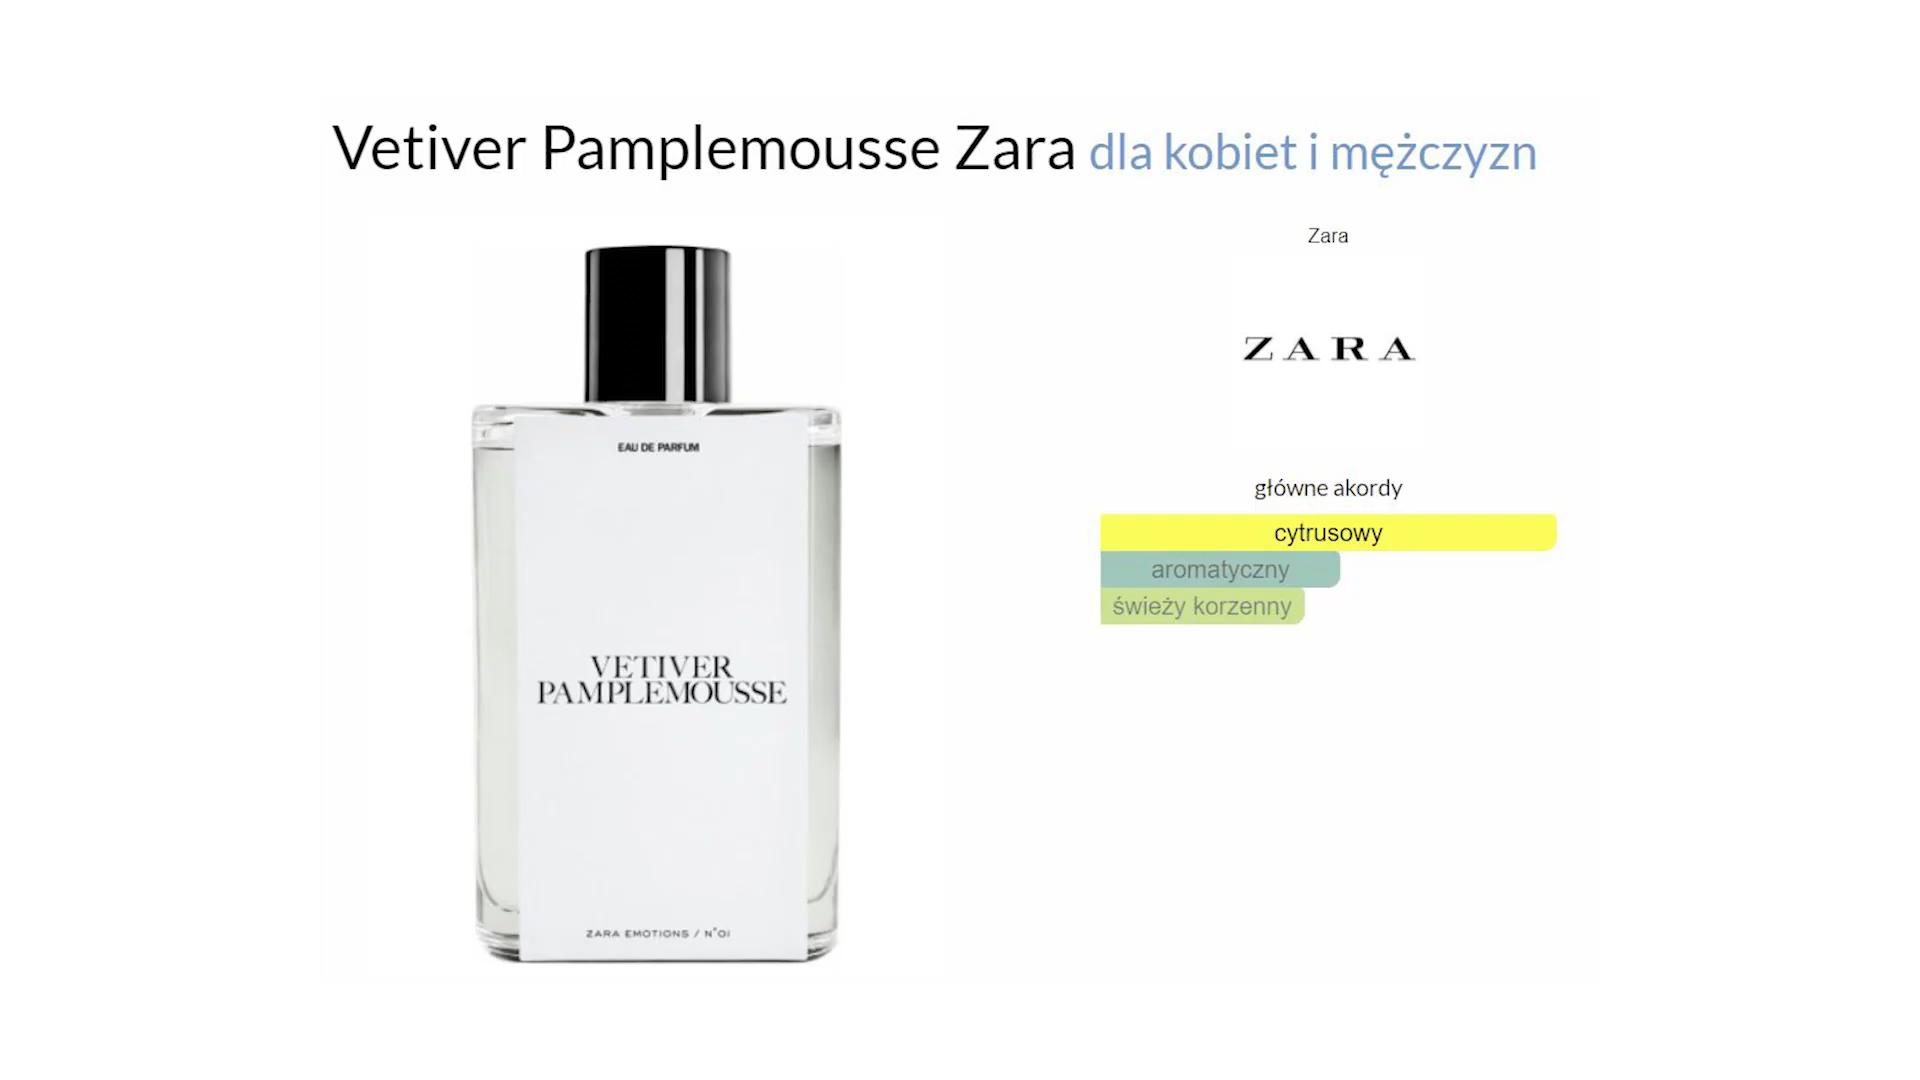 Vetiver Pamplemousse Zara dla kobiet i mężczyzn
Zara
ZARA
EAU DE PARFUM
VETIVER
PAMPLEMOUSSE
ZARA EMOTIONS / N°01
główne akordy
cytrusowy
aromatyczny
świeży korzenny